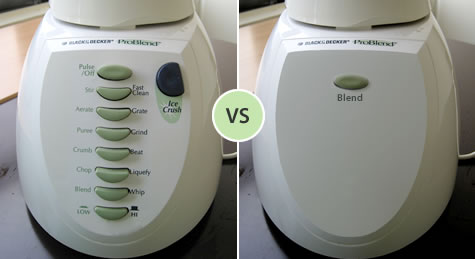 BLACK&DECKER ProBlend
Pulse
/Off
Stir Fast
Clean
Ice
Crush
Aerate Grate
Puree Grind
Crumb Beat
Chop Liquefy
Blend Whip
LOW HI
VS
BLACK&DECKER ProBlend
Blend